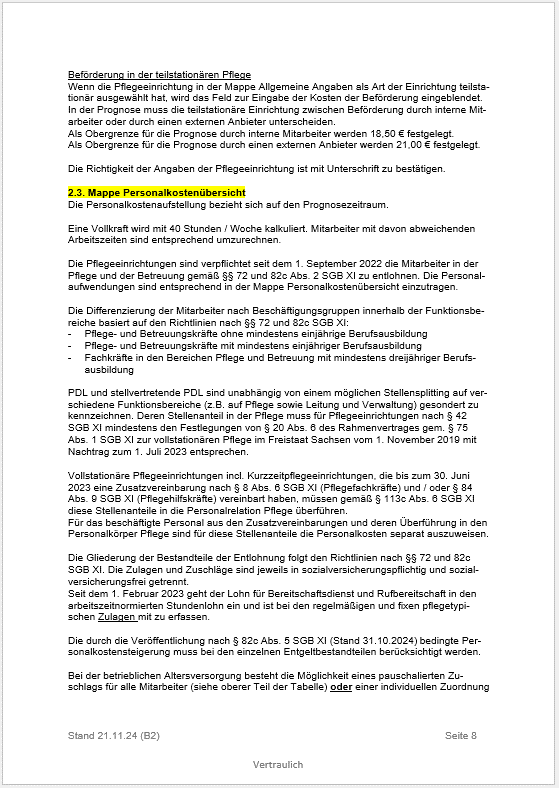 Beförderung in der teilstationären Pflege
Wenn die Pflegeeinrichtung in der Mappe Allgemeine Angaben als Art der Einrichtung teilsta-
tionär ausgewählt hat, wird das Feld zur Eingabe der Kosten der Beförderung eingeblendet.
In der Prognose muss die teilstationäre Einrichtung zwischen Beförderung durch interne Mit-
arbeiter oder durch einen externen Anbieter unterscheiden.
Als Obergrenze für die Prognose durch interne Mitarbeiter werden 18,50 € festgelegt.
Als Obergrenze für die Prognose durch einen externen Anbieter werden 21,00 € festgelegt.
Die Richtigkeit der Angaben der Pflegeeinrichtung ist mit Unterschrift zu bestätigen.
2.3. Mappe Personalkostenübersicht
Die Personalkostenaufstellung bezieht sich auf den Prognosezeitraum.
Eine Vollkraft wird mit 40 Stunden / Woche kalkuliert. Mitarbeiter mit davon abweichenden
Arbeitszeiten sind entsprechend umzurechnen.
Die Pflegeeinrichtungen sind verpflichtet seit dem 1. September 2022 die Mitarbeiter in der
Pflege und der Betreuung gemäß §§ 72 und 82c Abs. 2 SGB XI zu entlohnen. Die Personal-
aufwendungen sind entsprechend in der Mappe Personalkostenübersicht einzutragen.
Die Differenzierung der Mitarbeiter nach Beschäftigungsgruppen innerhalb der Funktionsbe-
reiche basiert auf den Richtlinien nach §§ 72 und 82c SGB XI:
- Pflege- und Betreuungskräfte ohne mindestens einjährige Berufsausbildung
- Pflege- und Betreuungskräfte mit mindestens einjähriger Berufsausbildung
- Fachkräfte in den Bereichen Pflege und Betreuung mit mindestens dreijähriger Berufs-
ausbildung
PDL und stellvertretende PDL sind unabhängig von einem möglichen Stellensplitting auf ver-
schiedene Funktionsbereiche (z.B. auf Pflege sowie Leitung und Verwaltung) gesondert zu
kennzeichnen. Deren Stellenanteil in der Pflege muss für Pflegeeinrichtungen nach § 42
SGB XI mindestens den Festlegungen von § 20 Abs. 6 des Rahmenvertrages gem. § 75
Abs. 1 SGB XI zur vollstationären Pflege im Freistaat Sachsen vom 1. November 2019 mit
Nachtrag zum 1. Juli 2023 entsprechen.
Vollstationäre Pflegeeinrichtungen incl. Kurzzeitpflegeeinrichtungen, die bis zum 30. Juni
2023 eine Zusatzvereinbarung nach § 8 Abs. 6 SGB XI (Pflegefachkräfte) und / oder § 84
Abs. 9 SGB XI (Pflegehilfskräfte) vereinbart haben, müssen gemäß § 113c Abs. 6 SGB XI
diese Stellenanteile in die Personalrelation Pflege überführen.
Für das beschäftigte Personal aus den Zusatzvereinbarungen und deren Überführung in den
Personalkörper Pflege sind für diese Stellenanteile die Personalkosten separat auszuweisen.
Die Gliederung der Bestandteile der Entlohnung folgt den Richtlinien nach §§ 72 und 82c
SGB XI. Die Zulagen und Zuschläge sind jeweils in sozialversicherungspflichtig und sozial-
versicherungsfrei getrennt.
Seit dem 1. Februar 2023 geht der Lohn für Bereitschaftsdienst und Rufbereitschaft in den
arbeitszeitnormierten Stundenlohn ein und ist bei den regelmäßigen und fixen pflegetypi-
schen Zulagen mit zu erfassen.
Die durch die Veröffentlichung nach § 82c Abs. 5 SGB XI (Stand 31.10.2024) bedingte Per-
sonalkostensteigerung muss bei den einzelnen Entgeltbestandteilen berücksichtigt werden.
Bei der betrieblichen Altersversorgung besteht die Möglichkeit eines pauschalierten Zu-
schlags für alle Mitarbeiter (siehe oberer Teil der Tabelle) oder einer individuellen Zuordnung
Stand 21.11.24 (B2) Seite 8
Vertraulich